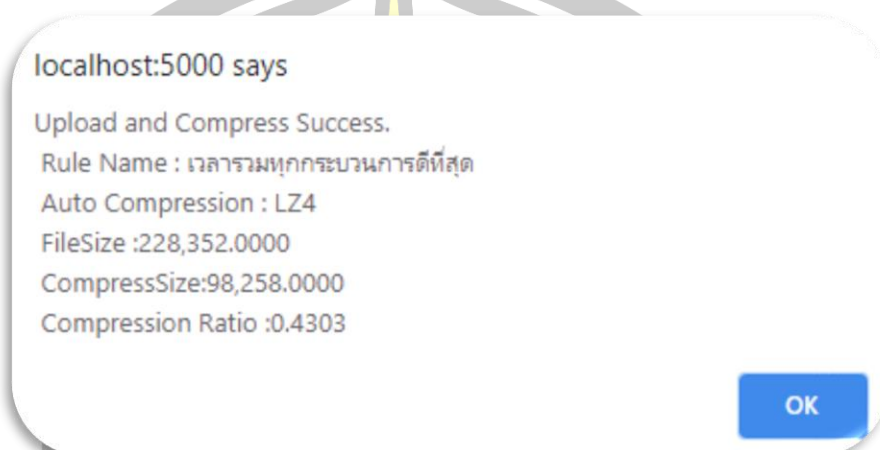 localhost:5000 says
Upload and Compress Success.
Rule Name : เวลารวมทุกกระบวนการดีที่สุด
Auto Compression : LZ4
FileSize :228,352.0000
CompressSize:98,258.0000
Compression Ratio :0.4303
OK